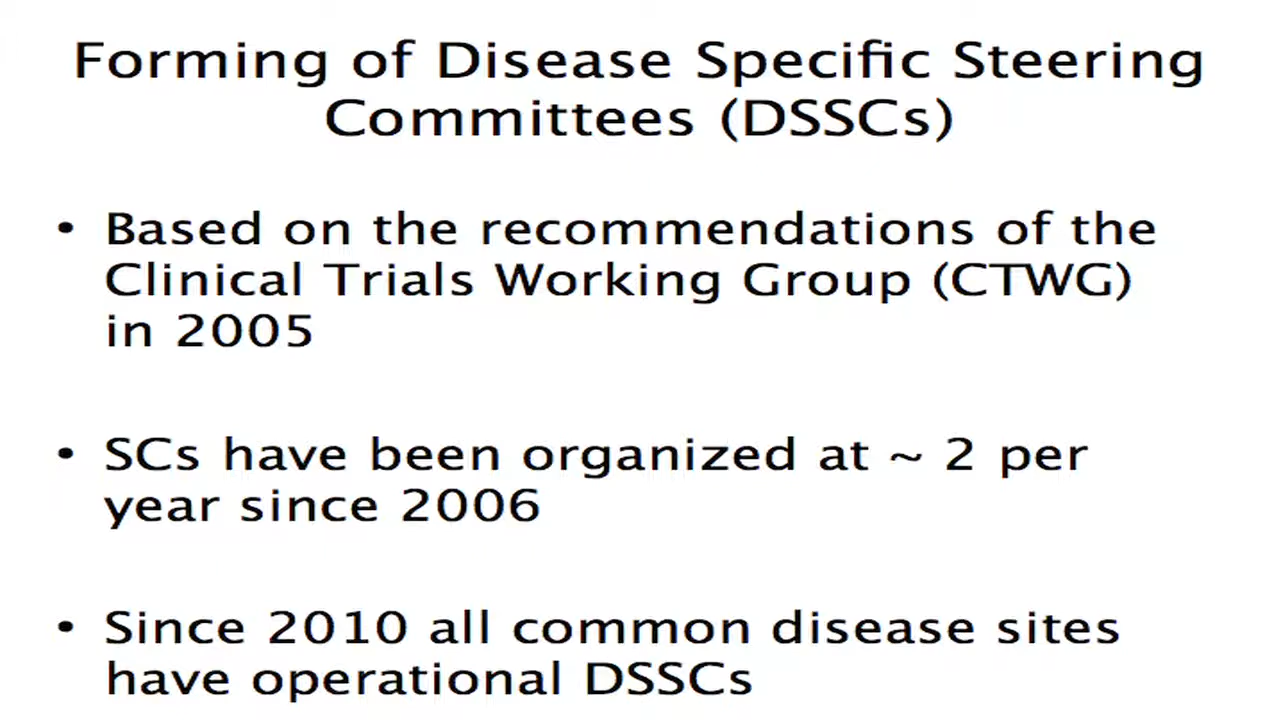 Forming of Disease Specific Steering
Committees (DSSCs)
• Based on the recommendations of the
Clinical Trials Working Group (CTWG)
in 2005
• SCs have been organized at ~ 2 per
year since 2006
• Since 2010 all common disease sites
have operational DSSCs